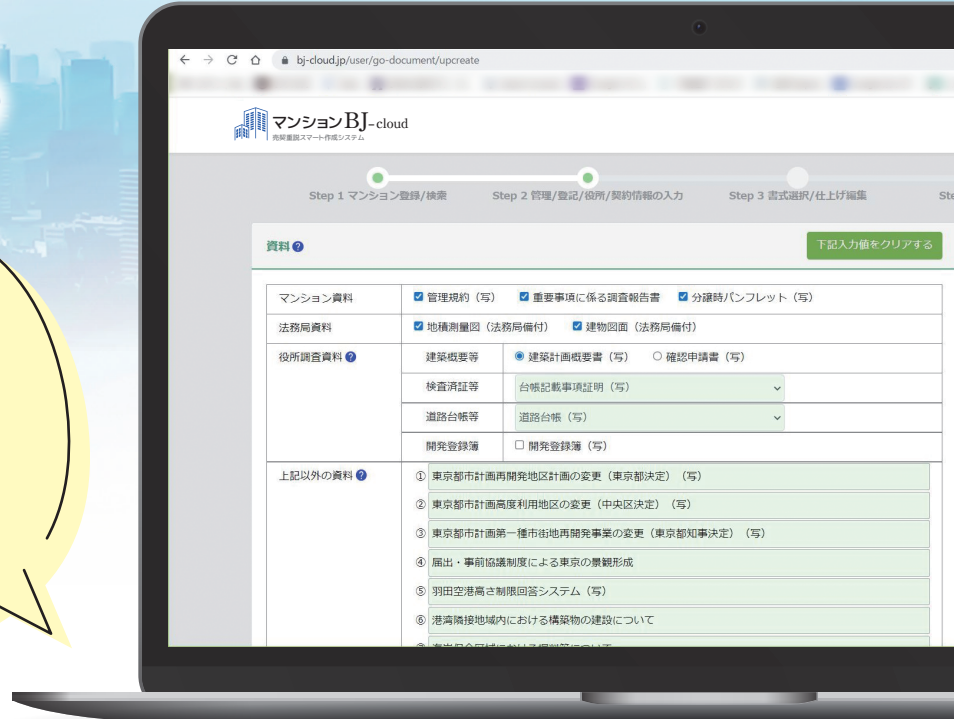 bj-cloud.jp/user/go-document/upcreate
マンションBJ-cloud
売契重説スマート作成システム
Step 1 マンション登録/検索 Step 2 管理/登記/役所/契約情報の入力 Step 3 書式選択/仕上げ編集
資料 ? 下記入力値をクリアする
マンション資料 管理規約（写） 重要事項に係る調査報告書 分譲時パンフレット（写）
法務局資料 地積測量図（法務局備付） 建物図面（法務局備付）
役所調査資料 ? 建築概要等 建築計画概要書（写） 確認申請書（写）
検査済証等 台帳記載事項証明（写）
道路台帳等 道路台帳（写）
開発登録簿 開発登録簿（写）
上記以外の資料 ? ① 東京都市計画再開発地区計画の変更（東京都決定）（写）
② 東京都市計画高度利用地区の変更（中央区決定）（写）
③ 東京都市計画第一種市街地再開発事業の変更（東京都知事決定）（写）
④ 届出・事前協議制度による東京の景観形成
⑤ 羽田空港高さ制限回答システム（写）
⑥ 港湾隣接地域内における構築物の建設について